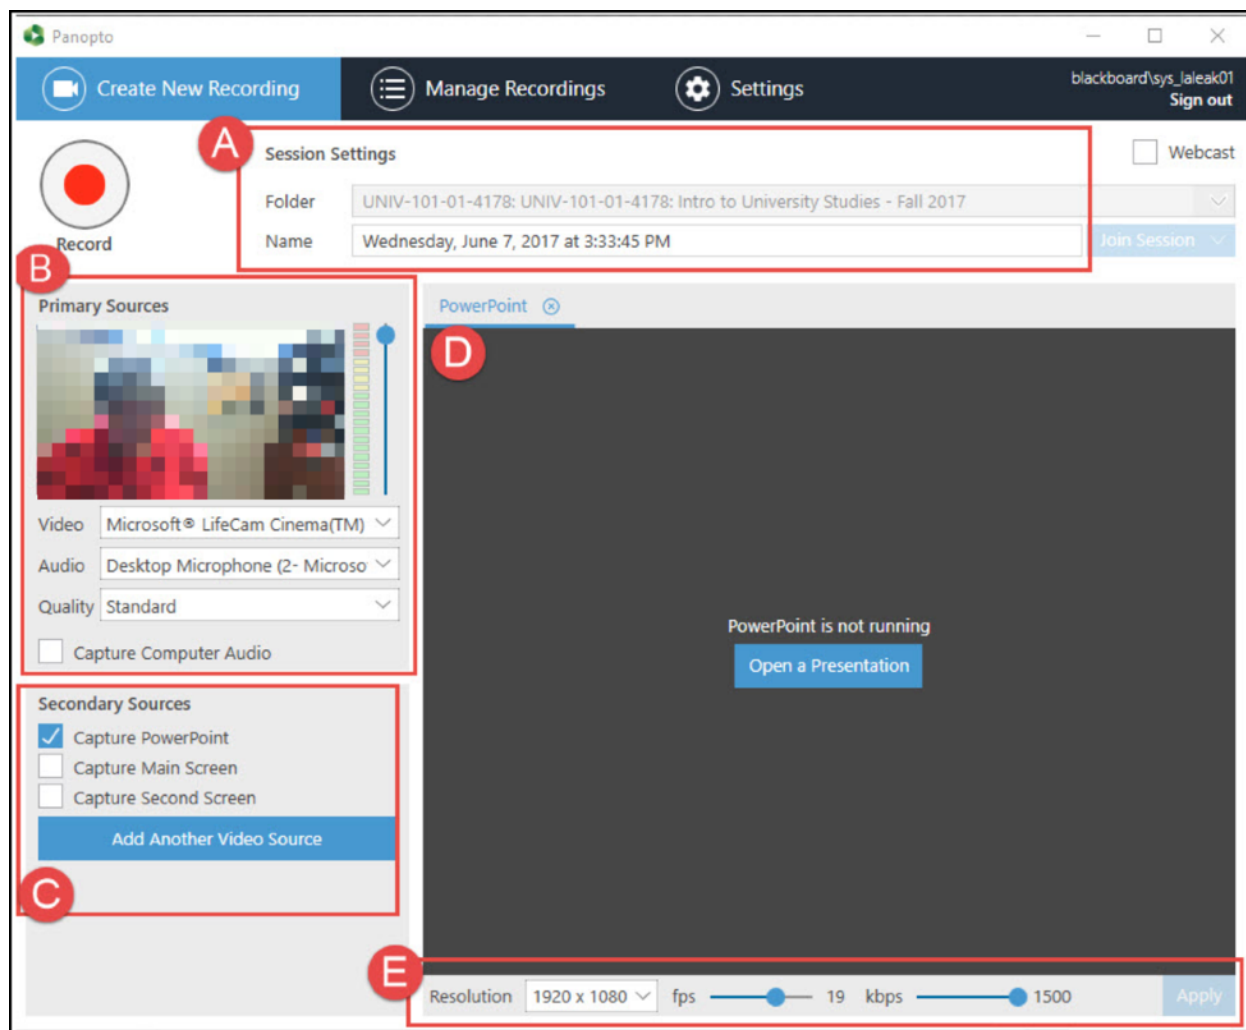 Panopto
Create New Recording
Manage Recordings
Settings
blackboard\sys_laleak01
Sign out
A
Session Settings
Webcast
Folder UNIV-101-01-4178: UNIV-101-01-4178: Intro to University Studies - Fall 2017
Record
Name Wednesday, June 7, 2017 at 3:33:45 PM
Join Session
B
Primary Sources
Video Microsoft® LifeCam Cinema(TM)
Audio Desktop Microphone (2- Microso
Quality Standard
Capture Computer Audio
Secondary Sources
Capture PowerPoint
Capture Main Screen
Capture Second Screen
Add Another Video Source
C
PowerPoint
D
PowerPoint is not running
Open a Presentation
E
Resolution 1920 x 1080 fps 19 kbps 1500 Apply